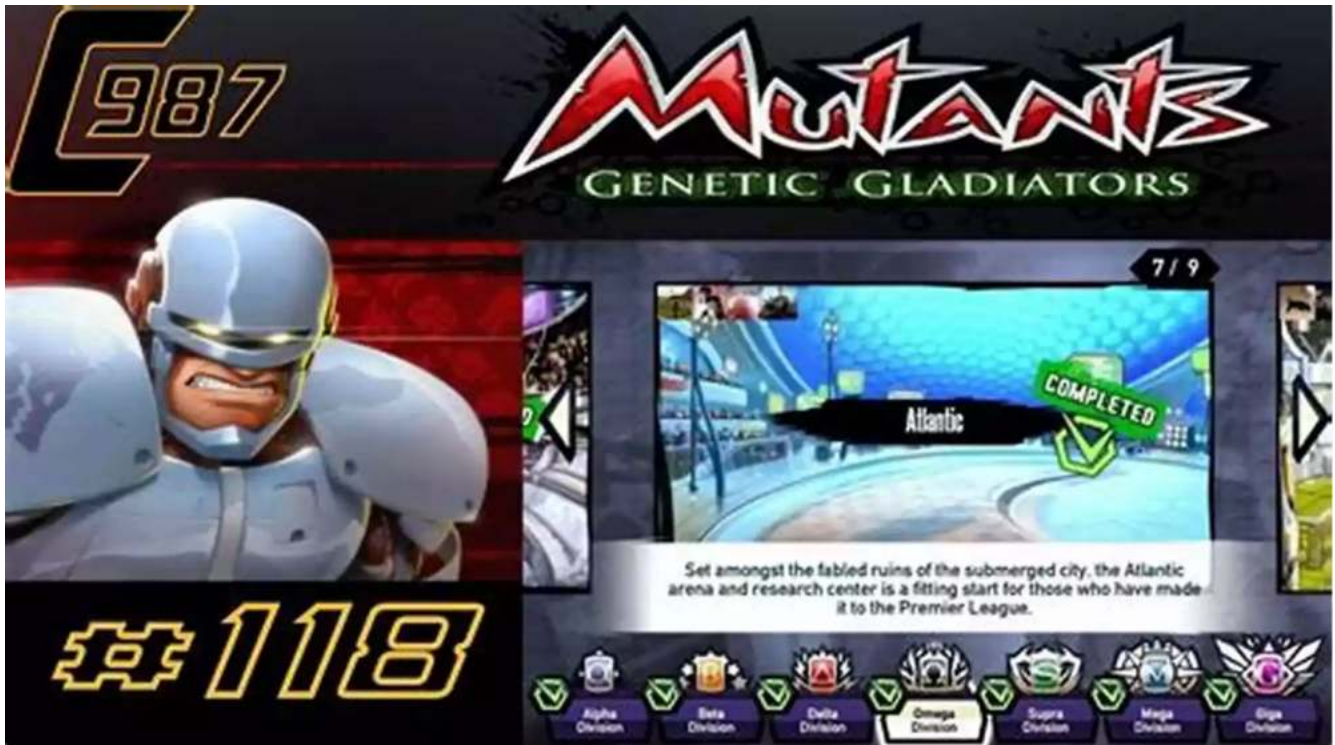 C987
MUTANTS
GENETIC GLADIATORS
7/9
COMPLETED
Atlantic
Set amongst the fabled ruins of the submerged city, the Atlantic
arena and research center is a fitting start for those who have made
it to the Premier League.
#118
Alpha
Division
Beta
Division
Delta
Division
Omega
Division
Supra
Division
Mega
Division
Giga
Division